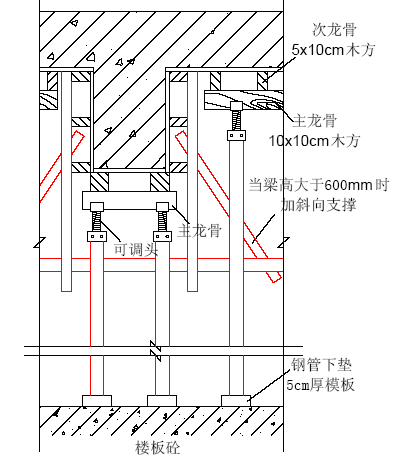 次龙骨
5x10cm木方
主龙骨
10x10cm木方
当梁高大于600mm时
加斜向支撑
主龙骨
可调头
钢管下垫
5cm厚模板
楼板砼